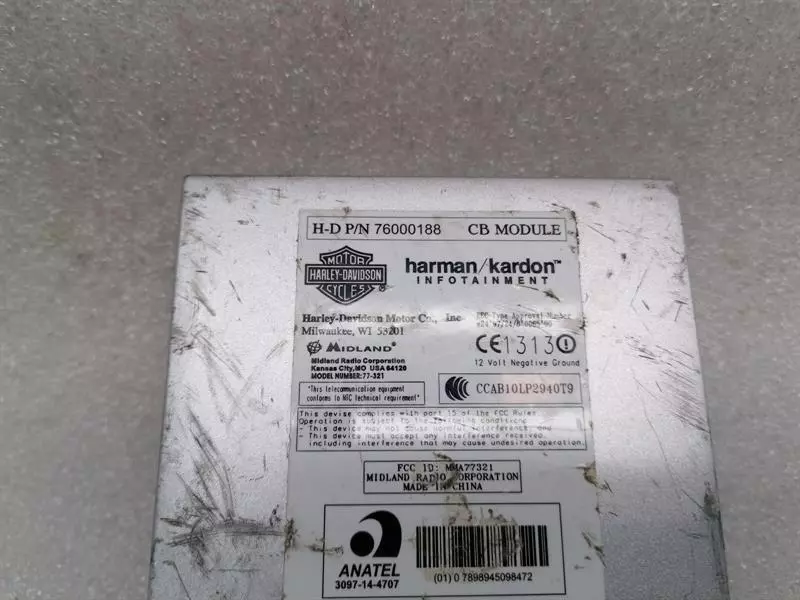 H-D P/N 76000188 CB MODULE
MOTOR
HARLEY-DAVIDSON
CYCLES
harman/kardon™
INFOTAINMENT
Harley-Davidson Motor Co., Inc
Milwaukee, WI 53201
Type Approval Number
CE1313
12 Volt Negative Ground
MIDLAND
Midland Radio Corporation
Kansas City,MO USA 64120
MODEL NUMBER:77-321
"This telecommunication equipment
conforms to NTC technical requirement"
CCAB10LP2940T9
This devise complies with part 15 of the FCC Rules
Operation is subject to the following conditions
- This device may not cause harmful interference, and
- This device must accept any interference received,
including interference that may cause undesired operation.
FCC ID: MMA77321
MIDLAND RADIO CORPORATION
MADE IN CHINA
ANATEL
3097-14-4707
(01) 0 7898945098472